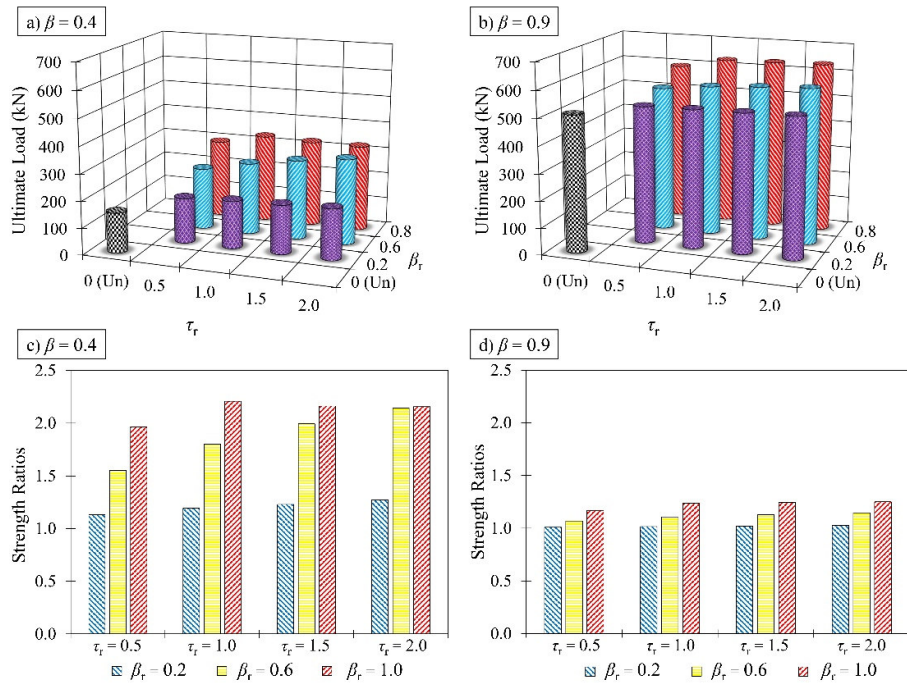 a) β = 0.4
Ultimate Load (kN)
700
600
500
400
300
200
100
0
0 (Un)
0.5
1.0
1.5
2.0
τr
0.8
0.6
0.2
0 (Un)
βr
b) β = 0.9
Ultimate Load (kN)
700
600
500
400
300
200
100
0
0 (Un)
0.5
1.0
1.5
2.0
τr
0.8
0.6
0.2
0 (Un)
βr
c) β = 0.4
Strength Ratios
2.5
2.0
1.5
1.0
0.5
0.0
τr = 0.5 τr = 1.0 τr = 1.5 τr = 2.0
βr = 0.2 βr = 0.6 βr = 1.0
d) β = 0.9
Strength Ratios
2.5
2.0
1.5
1.0
0.5
0.0
τr = 0.5 τr = 1.0 τr = 1.5 τr = 2.0
βr = 0.2 βr = 0.6 βr = 1.0